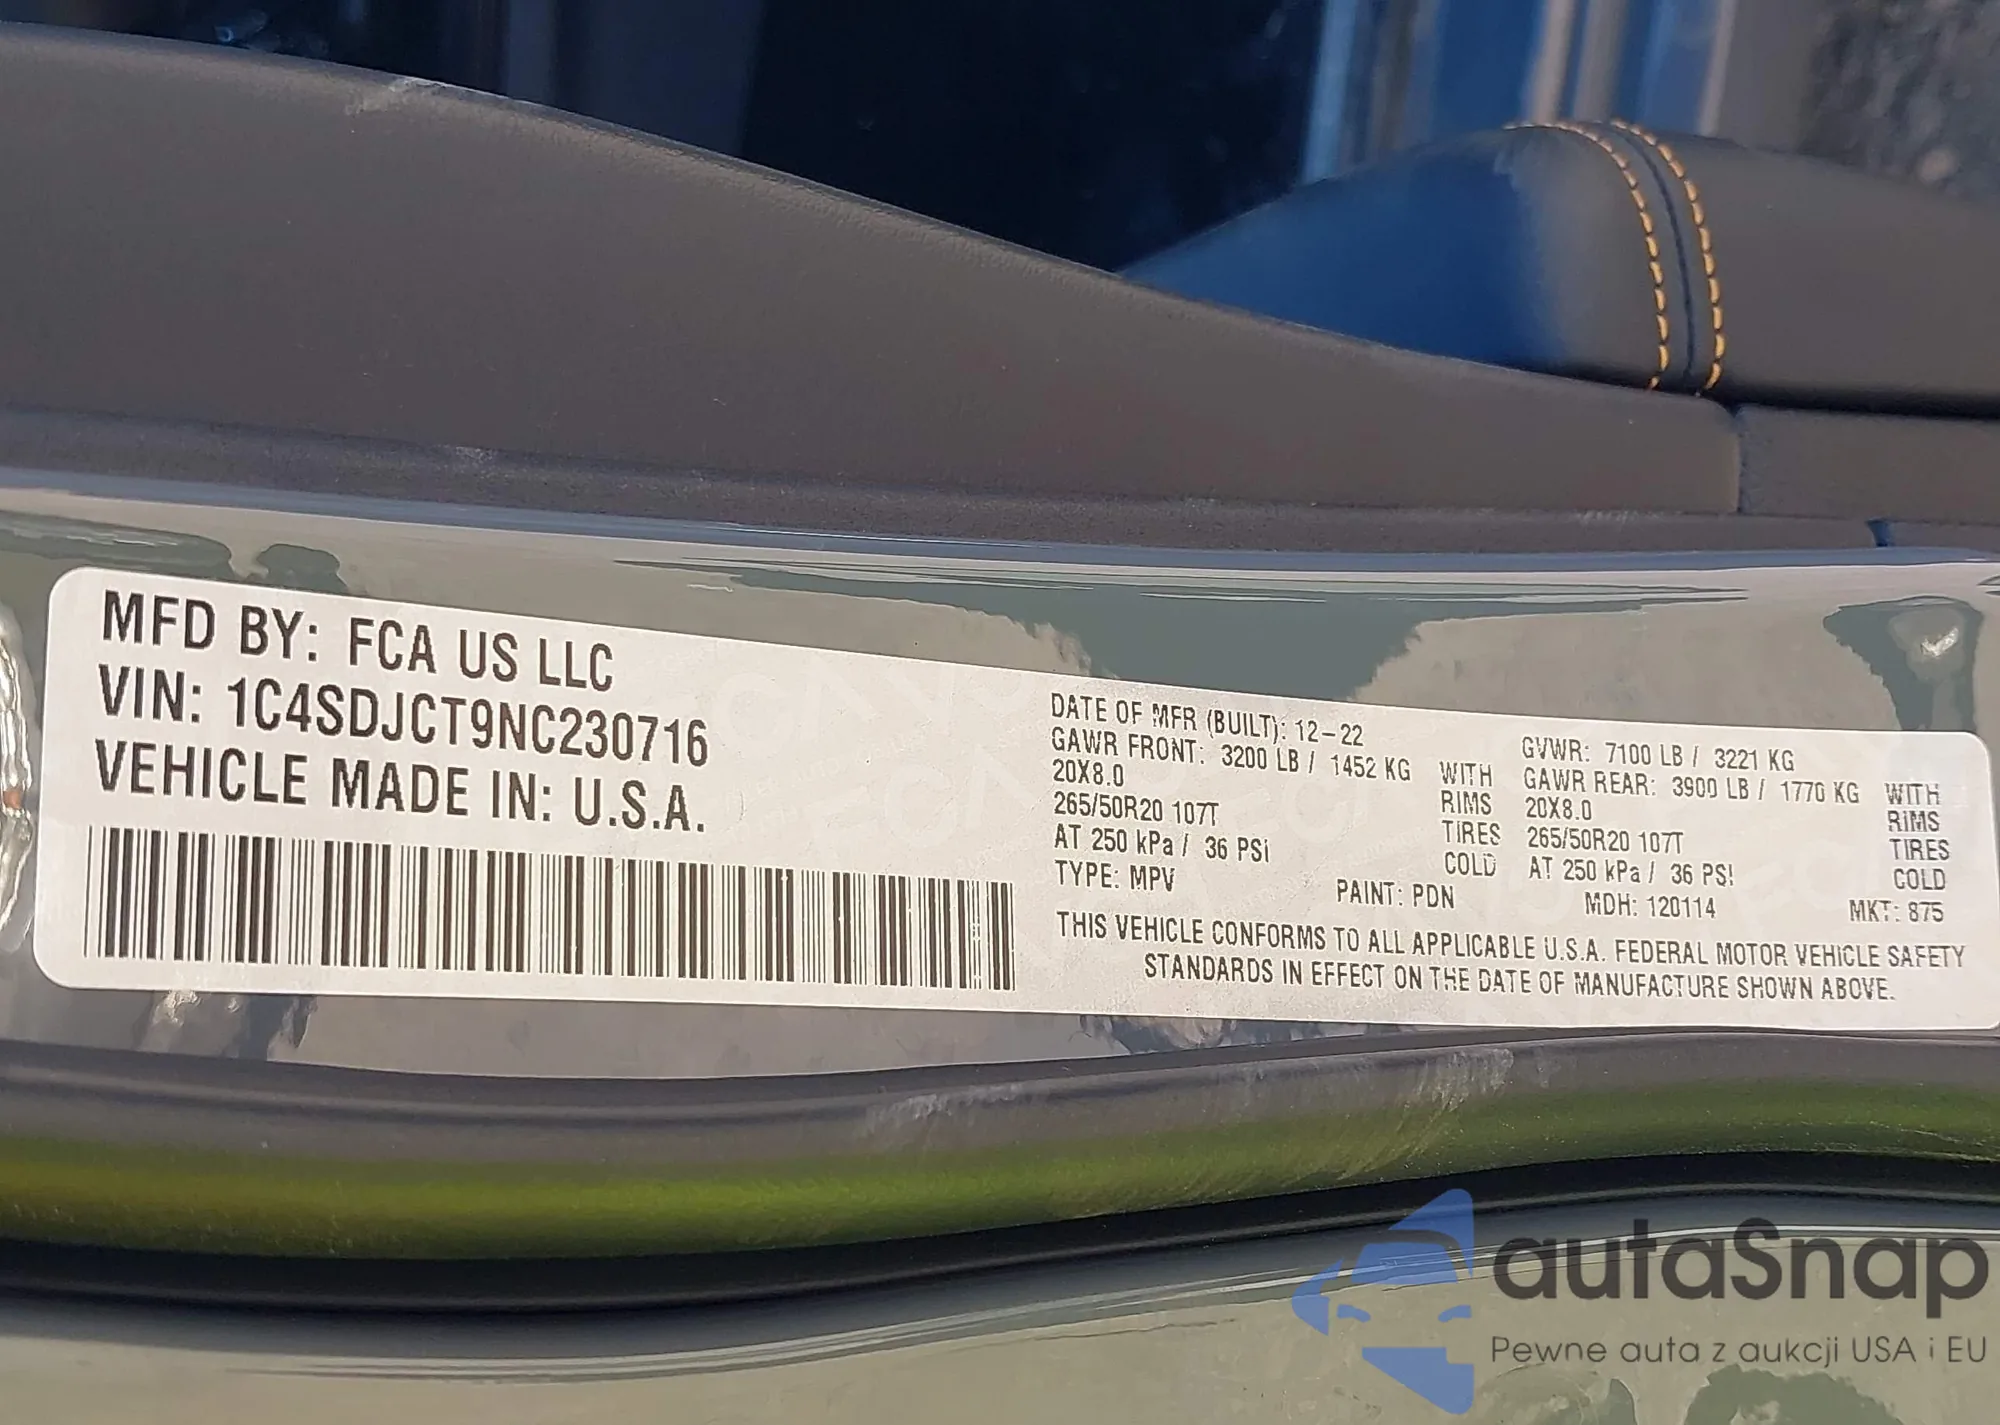 MFD BY: FCA US LLC
VIN: 1C4SDJCT9NC230716
VEHICLE MADE IN: U.S.A.
DATE OF MFR (BUILT): 12-22
GVWR: 7100 LB / 3221 KG
GAWR FRONT: 3200 LB / 1452 KG WITH
GAWR REAR: 3900 LB / 1770 KG WITH
20X8.0 RIMS
20X8.0 RIMS
265/50R20 107T TIRES
265/50R20 107T TIRES
AT 250 kPa / 36 PSI COLD
AT 250 kPa / 36 PSI COLD
TYPE: MPV PAINT: PDN MDH: 120114 MKT: 875
THIS VEHICLE CONFORMS TO ALL APPLICABLE U.S.A. FEDERAL MOTOR VEHICLE SAFETY
STANDARDS IN EFFECT ON THE DATE OF MANUFACTURE SHOWN ABOVE.
autaSnap
Pewne auta z aukcji USA i EU